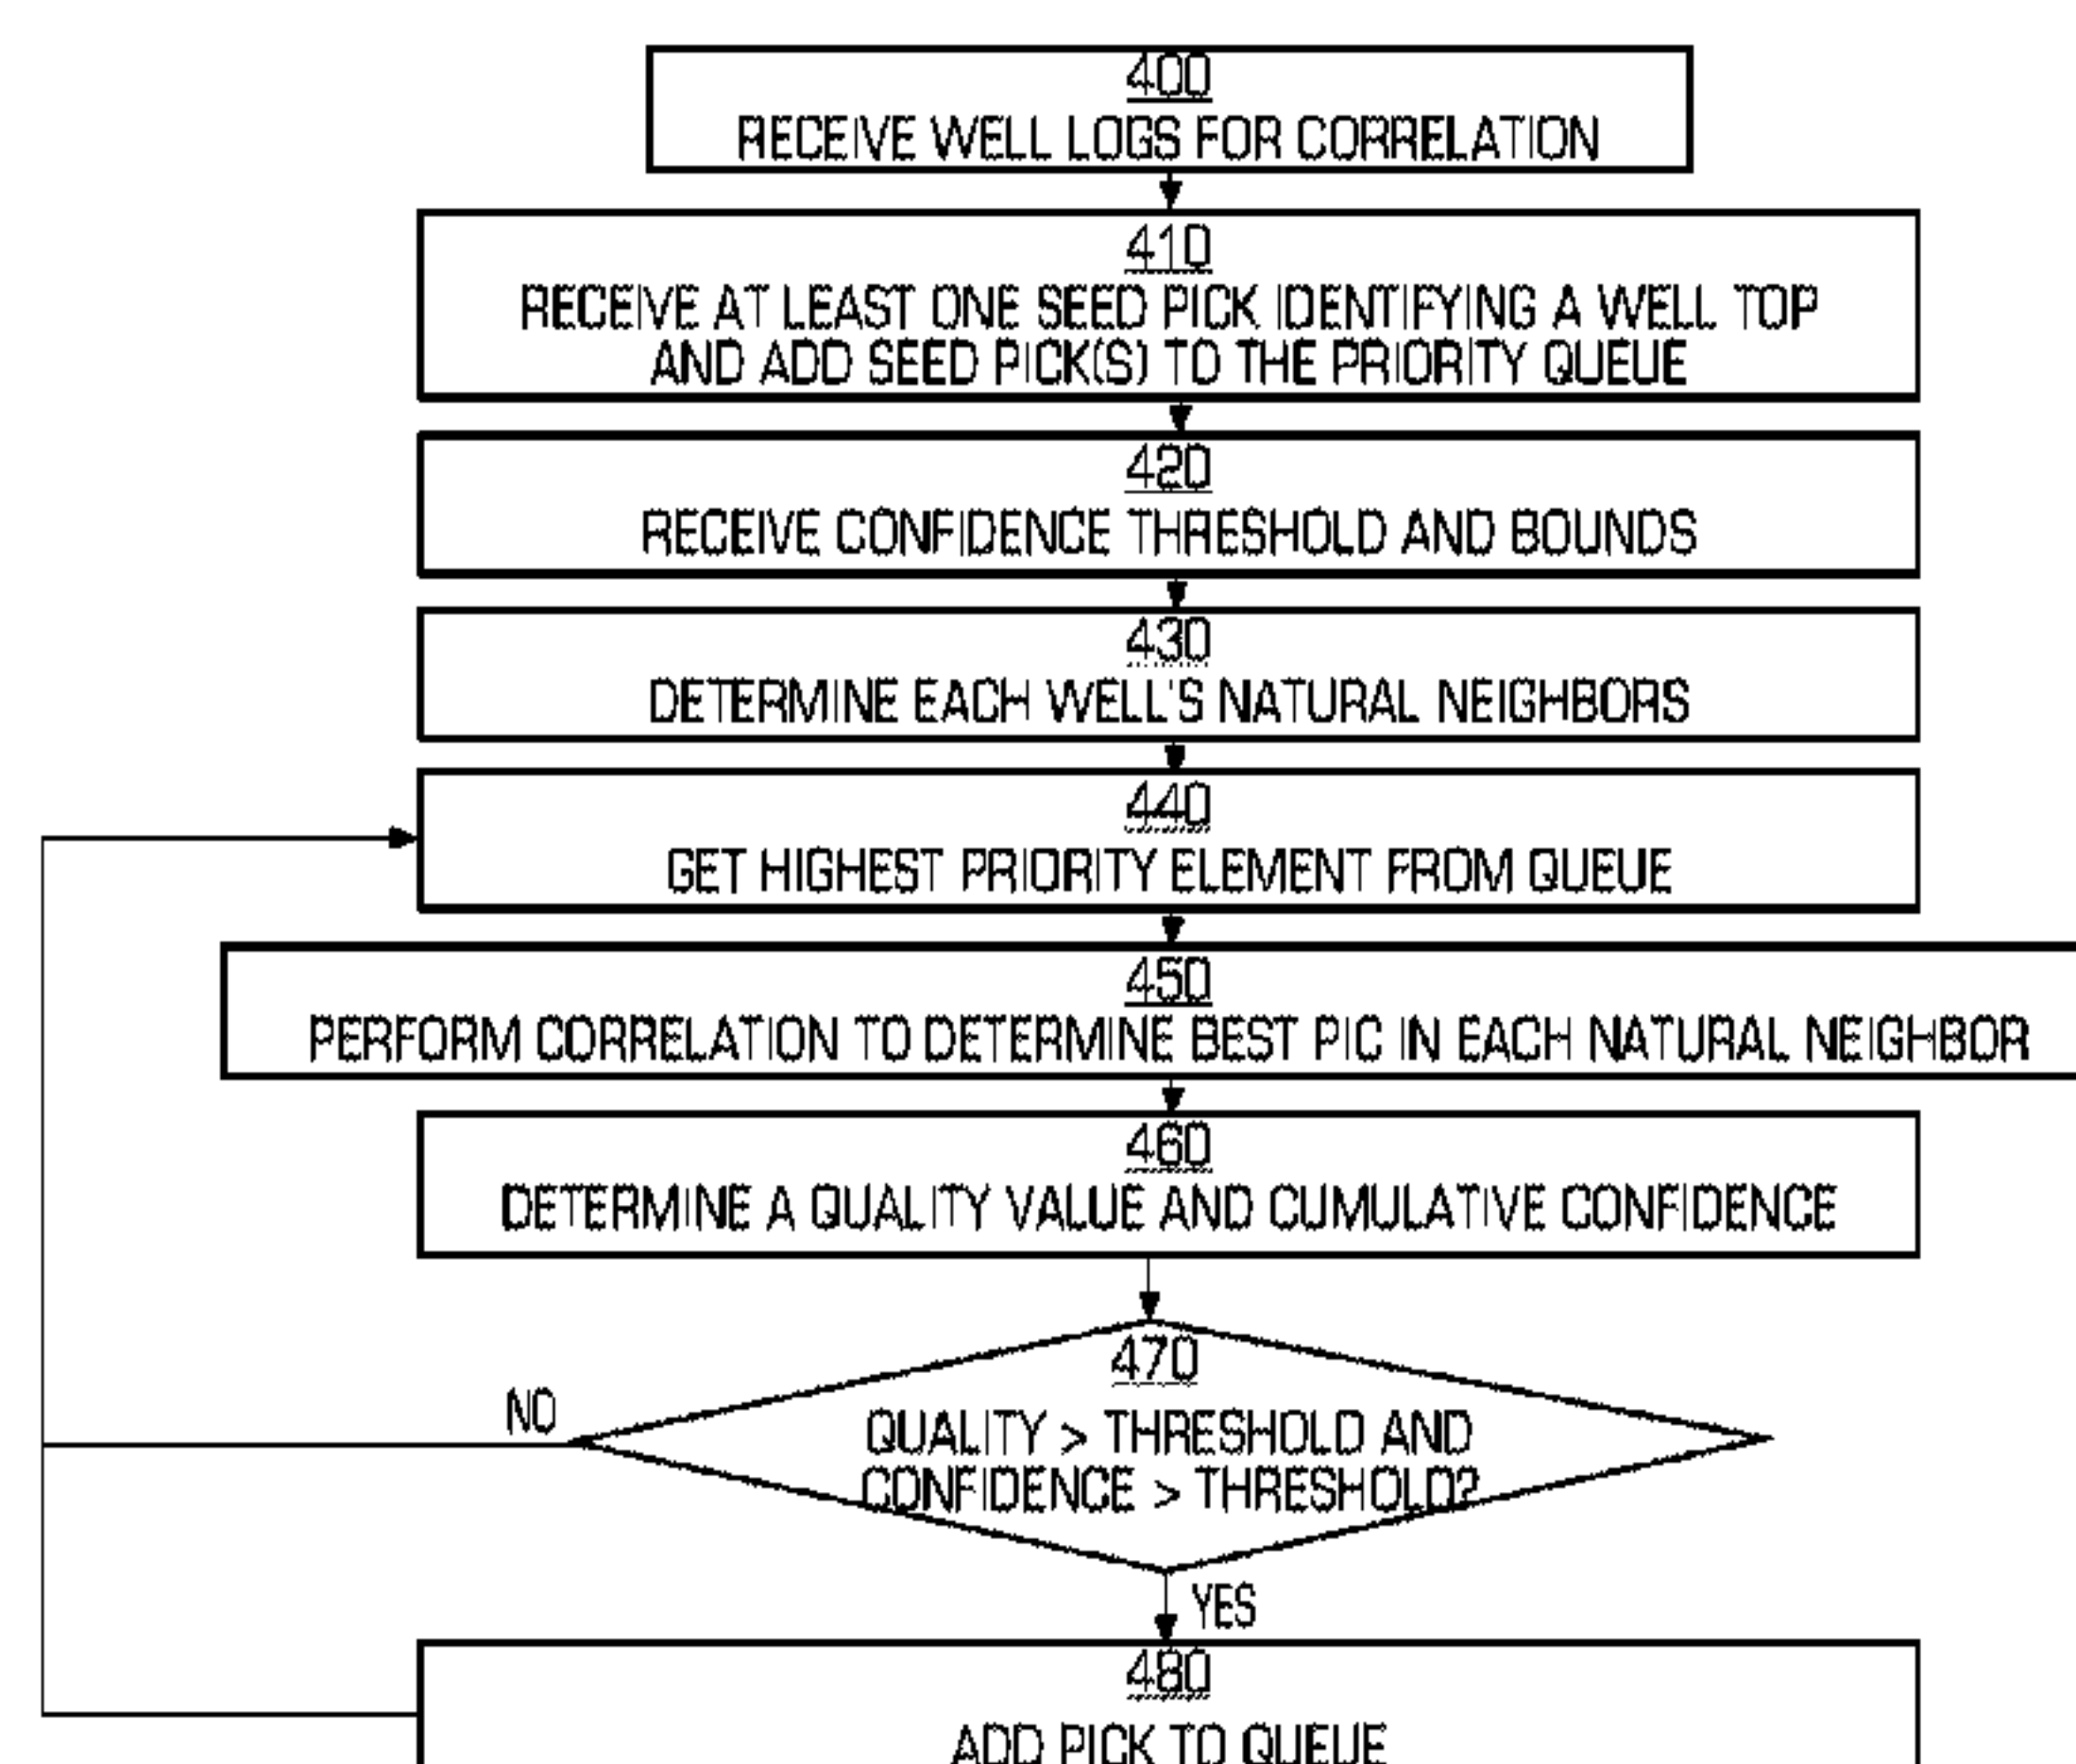 400
RECEIVE WELL LOGS FOR CORRELATION
410
RECEIVE AT LEAST ONE SEED PICK IDENTIFYING A WELL TOP
AND ADD SEED PICK(S) TO THE PRIORITY QUEUE
420
RECEIVE CONFIDENCE THRESHOLD AND BOUNDS
430
DETERMINE EACH WELL'S NATURAL NEIGHBORS
440
GET HIGHEST PRIORITY ELEMENT FROM QUEUE
450
PERFORM CORRELATION TO DETERMINE BEST PIC IN EACH NATURAL NEIGHBOR
460
DETERMINE A QUALITY VALUE AND CUMULATIVE CONFIDENCE
470
NO
QUALITY > THRESHOLD AND
CONFIDENCE > THRESHOLD?
YES
480
ADD PICK TO QUEUE